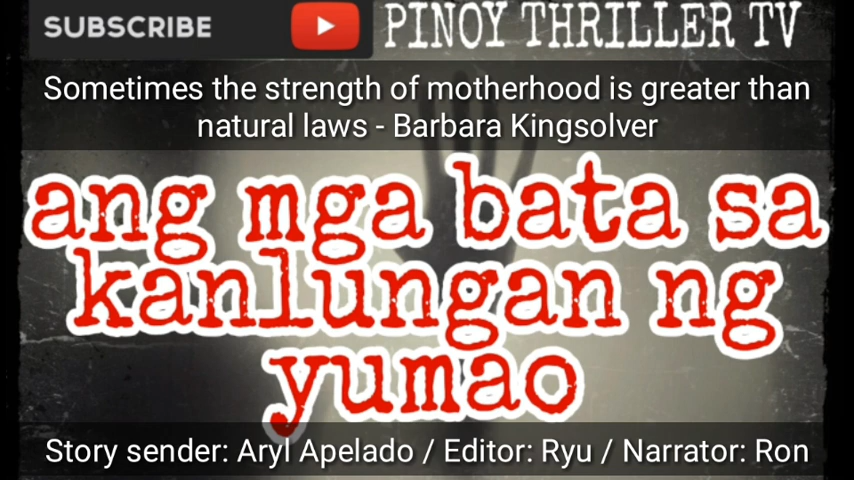 SUBSCRIBE
PINOY THRILLER TV
Sometimes the strength of motherhood is greater than
natural laws - Barbara Kingsolver
ang mga bata sa
kanlungan ng
yumao
Story sender: Aryl Apelado / Editor: Ryu / Narrator: Ron